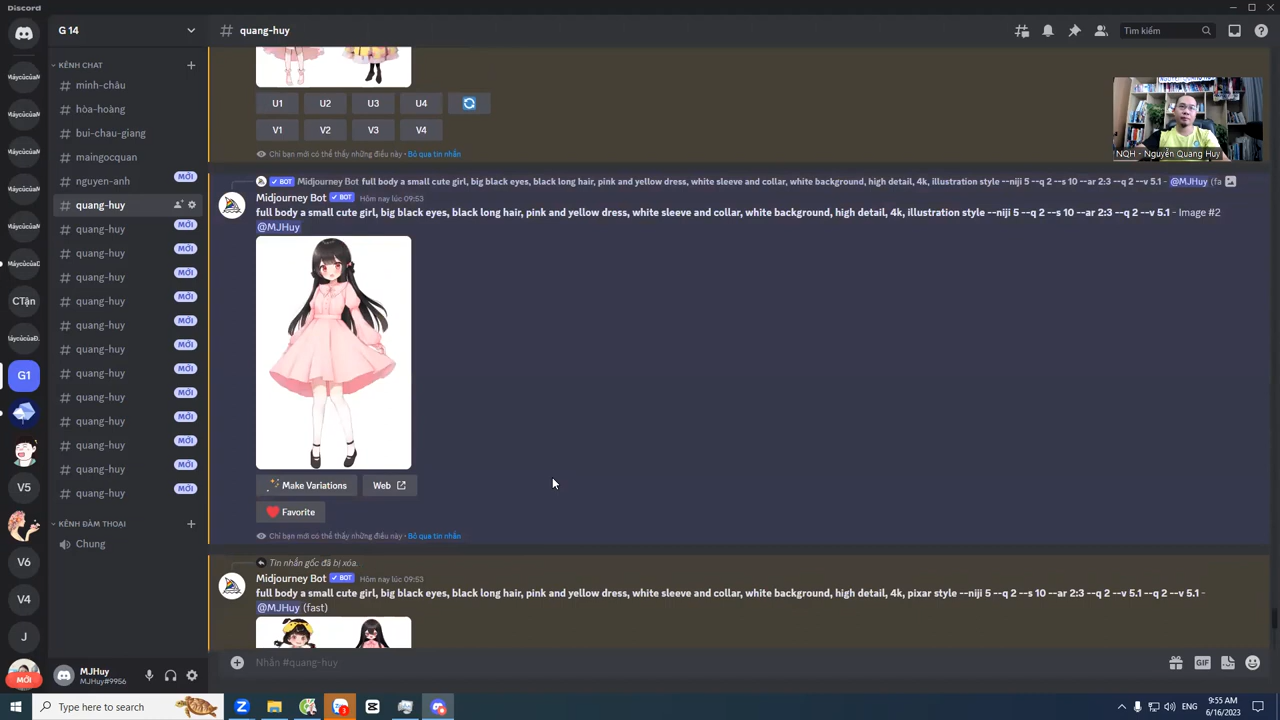 Discord
G 14
# quang-huy
Tìm kiếm
KÊNH CHAT
minh-châu
hòa-hoàng
bui-chau-giang
maingocquan
nguyen-anh MỚI
quang-huy
quang-huy MỚI
quang-huy MỚI
quang-huy MỚI
quang-huy MỚI
quang-huy MỚI
quang-huy MỚI
quang-huy MỚI
quang-huy MỚI
quang-huy MỚI
quang-huy MỚI
quang-huy MỚI
quang-huy MỚI
KÊNH ĐÀM THOẠI
Chung
CTận
G1
V5
V6
V4
J
MỚI
MJHuy
MJHuy#9956
U1 U2 U3 U4
V1 V2 V3 V4
Chỉ bạn mới có thể thấy những điều này • Bỏ qua tin nhắn
BOT Midjourney Bot full body a small cute girl, big black eyes, black long hair, pink and yellow dress, white sleeve and collar, white background, high detail, 4k, illustration style --niji 5 --q 2 --s 10 --ar 2:3 --q 2 --v 5.1 - @MJHuy (fa
Midjourney Bot BOT Hôm nay lúc 09:53
full body a small cute girl, big black eyes, black long hair, pink and yellow dress, white sleeve and collar, white background, high detail, 4k, illustration style --niji 5 --q 2 --s 10 --ar 2:3 --q 2 --v 5.1 - Image #2
@MJHuy
Make Variations Web
Favorite
Chỉ bạn mới có thể thấy những điều này • Bỏ qua tin nhắn
Tin nhắn gốc đã bị xóa.
Midjourney Bot BOT Hôm nay lúc 09:53
full body a small cute girl, big black eyes, black long hair, pink and yellow dress, white sleeve and collar, white background, high detail, 4k, pixar style --niji 5 --q 2 --s 10 --ar 2:3 --q 2 --v 5.1 --q 2 --v 5.1 -
@MJHuy (fast)
Nhắn #quang-huy
GIF
NQH - Nguyễn Quang Huy
Type here to search
ENG
9:55 AM
6/16/2023